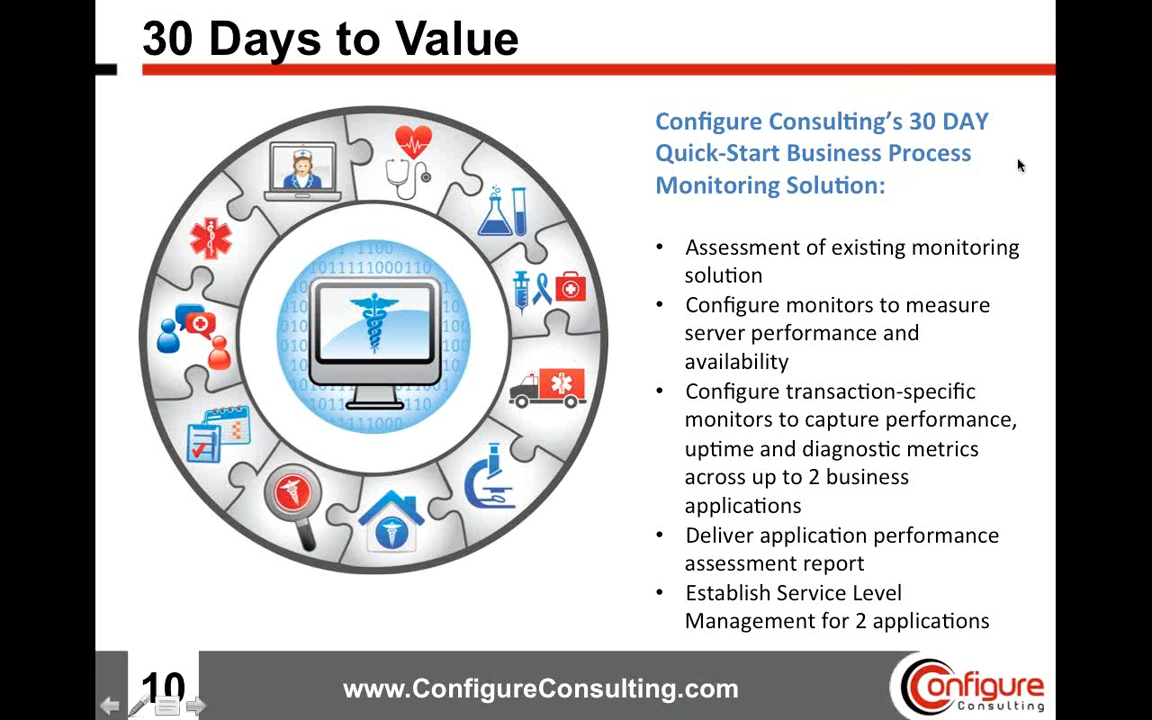 30 Days to Value
Configure Consulting's 30 DAY
Quick-Start Business Process
Monitoring Solution:
• Assessment of existing monitoring
solution
• Configure monitors to measure
server performance and
availability
• Configure transaction-specific
monitors to capture performance,
uptime and diagnostic metrics
across up to 2 business
applications
• Deliver application performance
assessment report
• Establish Service Level
Management for 2 applications
1100
101111000110
10
www.ConfigureConsulting.com
Configure
Consulting